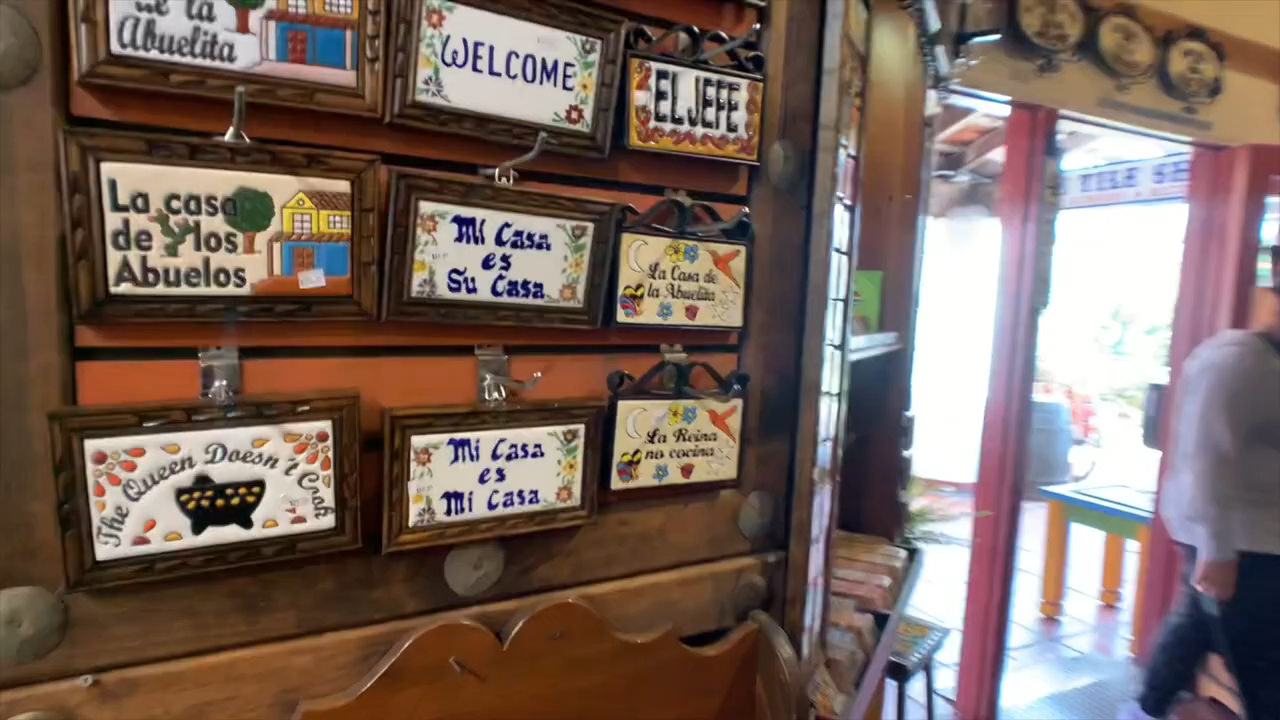 de la
Abuelita
WELCOME
EL JEFE
La casa
de los
Abuelos
Mi Casa
es
Su Casa
La Casa de
la Abuelita
The Queen Doesn't Cook
Mi Casa
es
Mi Casa
La Reina
no cocina
TILE